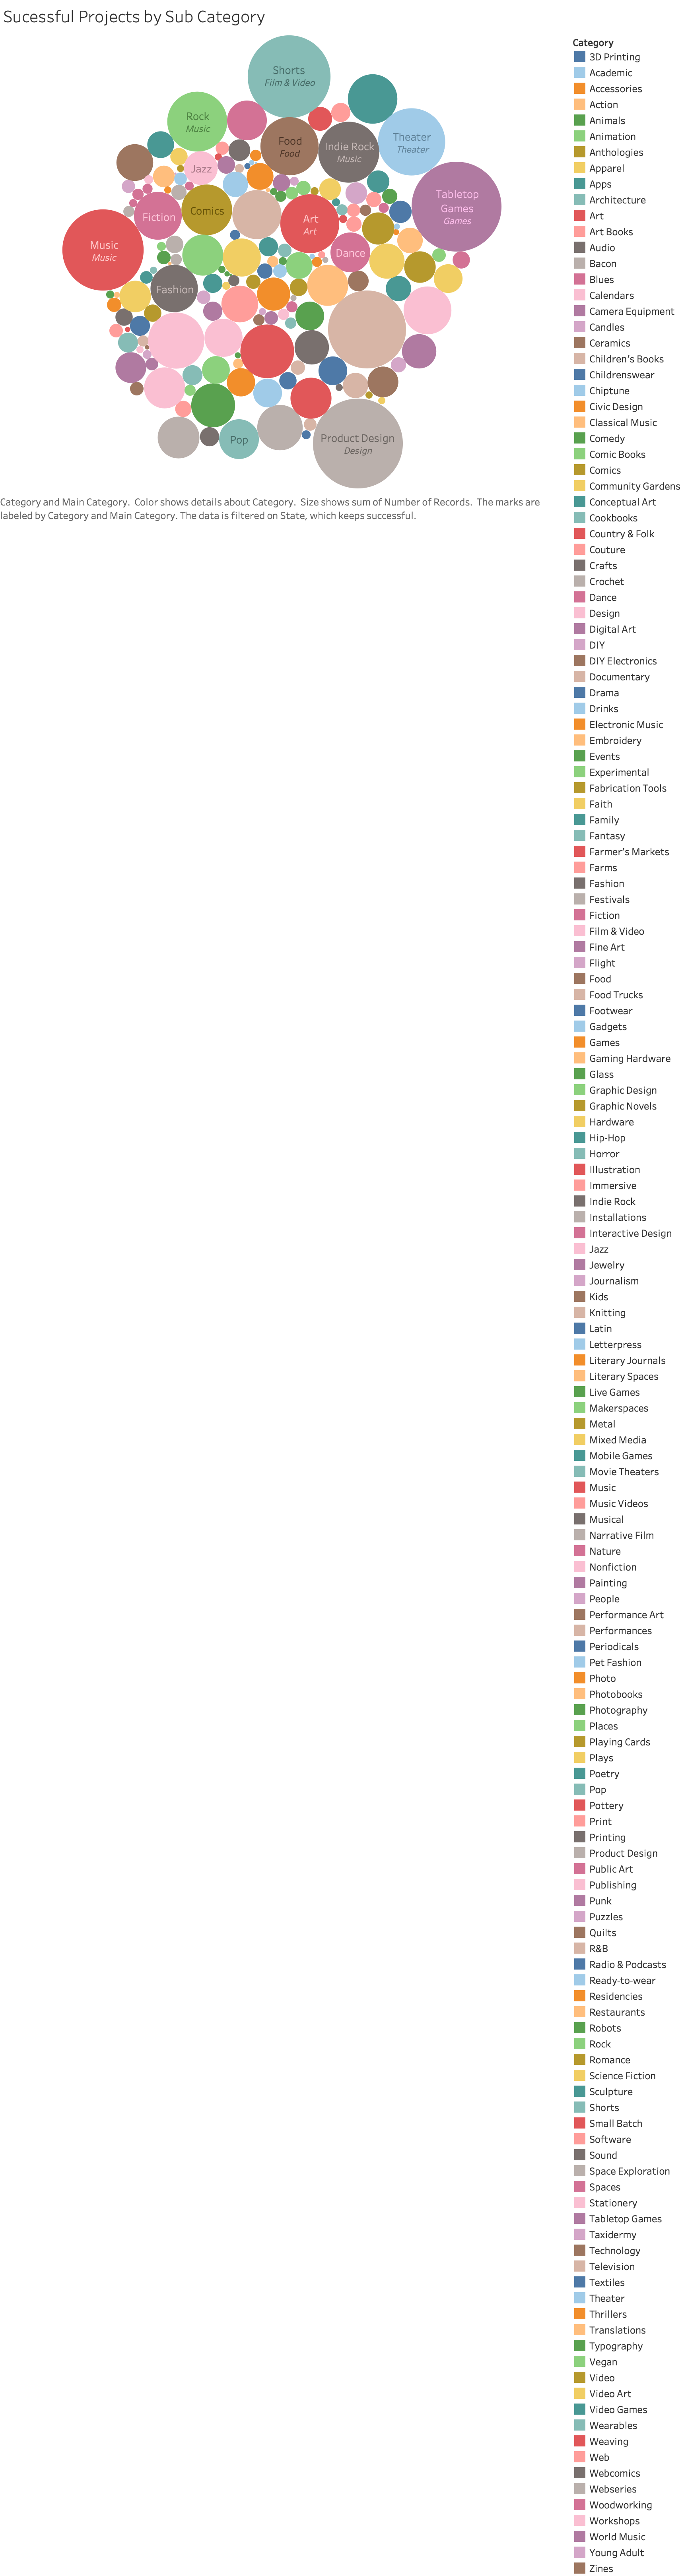 Sucessful Projects by Sub Category
Shorts
Film & Video
Rock
Music
Food
Food
Indie Rock
Music
Theater
Theater
Jazz
Tabletop
Games
Games
Fiction
Comics
Art
Art
Music
Music
Dance
Fashion
Pop
Product Design
Design
Category and Main Category.  Color shows details about Category.  Size shows sum of Number of Records.  The marks are
labeled by Category and Main Category. The data is filtered on State, which keeps successful.
Category
3D Printing
Academic
Accessories
Action
Animals
Animation
Anthologies
Apparel
Apps
Architecture
Art
Art Books
Audio
Bacon
Blues
Calendars
Camera Equipment
Candles
Ceramics
Children's Books
Childrenswear
Chiptune
Civic Design
Classical Music
Comedy
Comic Books
Comics
Community Gardens
Conceptual Art
Cookbooks
Country & Folk
Couture
Crafts
Crochet
Dance
Design
Digital Art
DIY
DIY Electronics
Documentary
Drama
Drinks
Electronic Music
Embroidery
Events
Experimental
Fabrication Tools
Faith
Family
Fantasy
Farmer's Markets
Farms
Fashion
Festivals
Fiction
Film & Video
Fine Art
Flight
Food
Food Trucks
Footwear
Gadgets
Games
Gaming Hardware
Glass
Graphic Design
Graphic Novels
Hardware
Hip-Hop
Horror
Illustration
Immersive
Indie Rock
Installations
Interactive Design
Jazz
Jewelry
Journalism
Kids
Knitting
Latin
Letterpress
Literary Journals
Literary Spaces
Live Games
Makerspaces
Metal
Mixed Media
Mobile Games
Movie Theaters
Music
Music Videos
Musical
Narrative Film
Nature
Nonfiction
Painting
People
Performance Art
Performances
Periodicals
Pet Fashion
Photo
Photobooks
Photography
Places
Playing Cards
Plays
Poetry
Pop
Pottery
Print
Printing
Product Design
Public Art
Publishing
Punk
Puzzles
Quilts
R&B
Radio & Podcasts
Ready-to-wear
Residencies
Restaurants
Robots
Rock
Romance
Science Fiction
Sculpture
Shorts
Small Batch
Software
Sound
Space Exploration
Spaces
Stationery
Tabletop Games
Taxidermy
Technology
Television
Textiles
Theater
Thrillers
Translations
Typography
Vegan
Video
Video Art
Video Games
Wearables
Weaving
Web
Webcomics
Webseries
Woodworking
Workshops
World Music
Young Adult
Zines